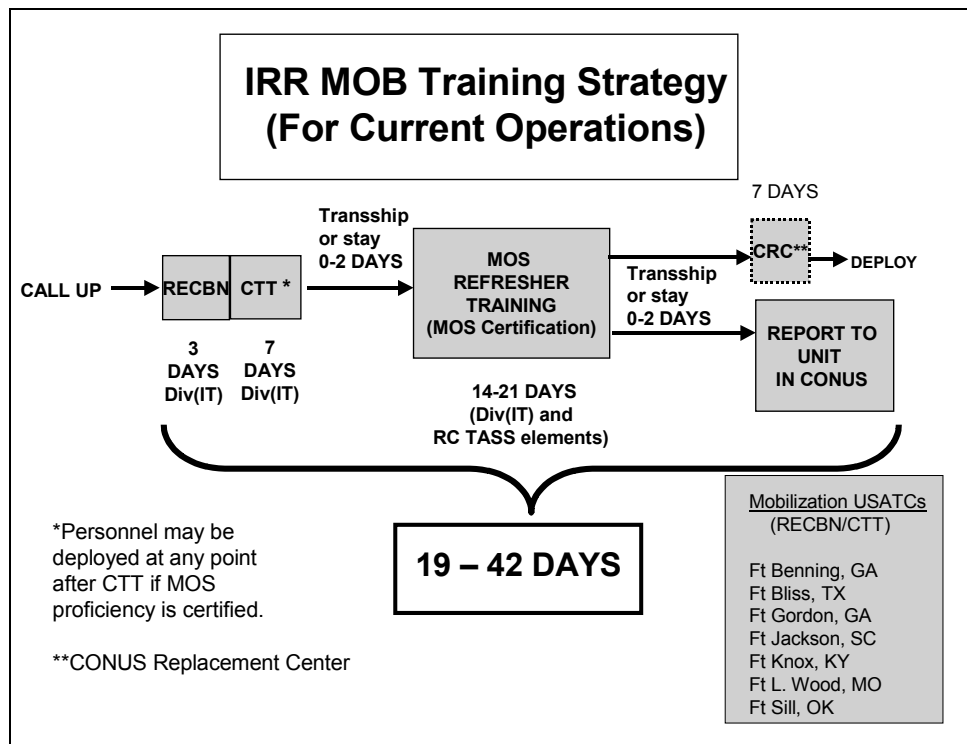 IRR MOB Training Strategy
(For Current Operations)
7 DAYS
Transship
or stay
0-2 DAYS
CALL UP
RECBN
CTT *
MOS
REFRESHER
TRAINING
(MOS Certification)
CRC**
DEPLOY
Transship
or stay
0-2 DAYS
REPORT TO
UNIT
IN CONUS
3
DAYS
Div(IT)
7
DAYS
Div(IT)
14-21 DAYS
(Div(IT) and
RC TASS elements)
19 – 42 DAYS
*Personnel may be
deployed at any point
after CTT if MOS
proficiency is certified.
**CONUS Replacement Center
Mobilization USATCs
(RECBN/CTT)
Ft Benning, GA
Ft Bliss, TX
Ft Gordon, GA
Ft Jackson, SC
Ft Knox, KY
Ft L. Wood, MO
Ft Sill, OK